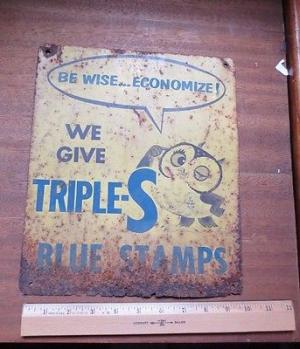 BE WISE... ECONOMIZE!
WE
GIVE
TRIPLE-S
BLUE STAMPS